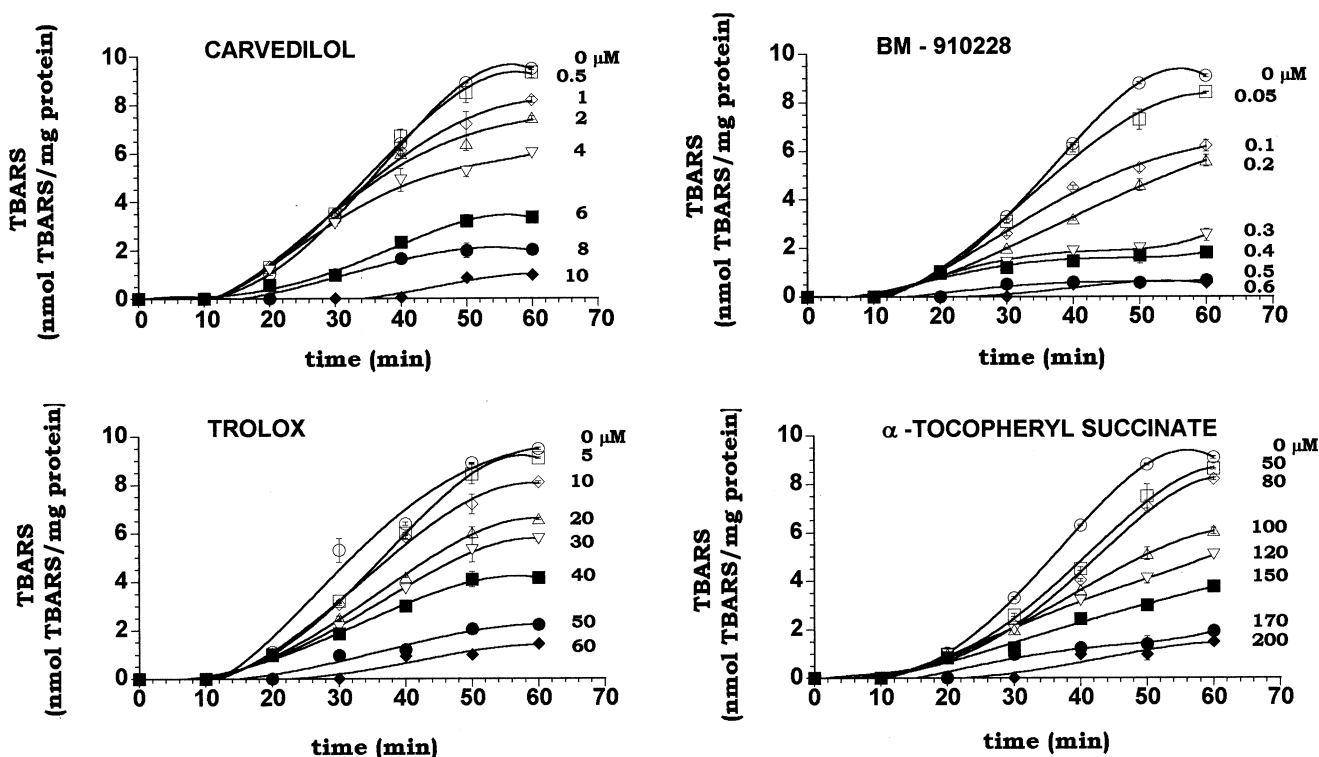 CARVEDILOL
TBARS
(nmol TBARS/mg protein)
10
8
6
4
2
0
0 μM
0.5
1
2
4
6
8
10
0 10 20 30 40 50 60 70
time (min)
BM - 910228
TBARS
(nmol TBARS/mg protein)
10
8
6
4
2
0
0 μM
0.05
0.1
0.2
0.3
0.4
0.5
0.6
0 10 20 30 40 50 60 70
time (min)
TROLOX
TBARS
(nmol TBARS/mg protein]
10
8
6
4
2
0
0 μM
5
10
20
30
40
50
60
0 10 20 30 40 50 60 70
time (min)
α -TOCOPHERYL SUCCINATE
TBARS
(nmol TBARS/mg protein]
10
8
6
4
2
0
0 μM
50
80
100
120
150
170
200
0 10 20 30 40 50 60 70
time (min)